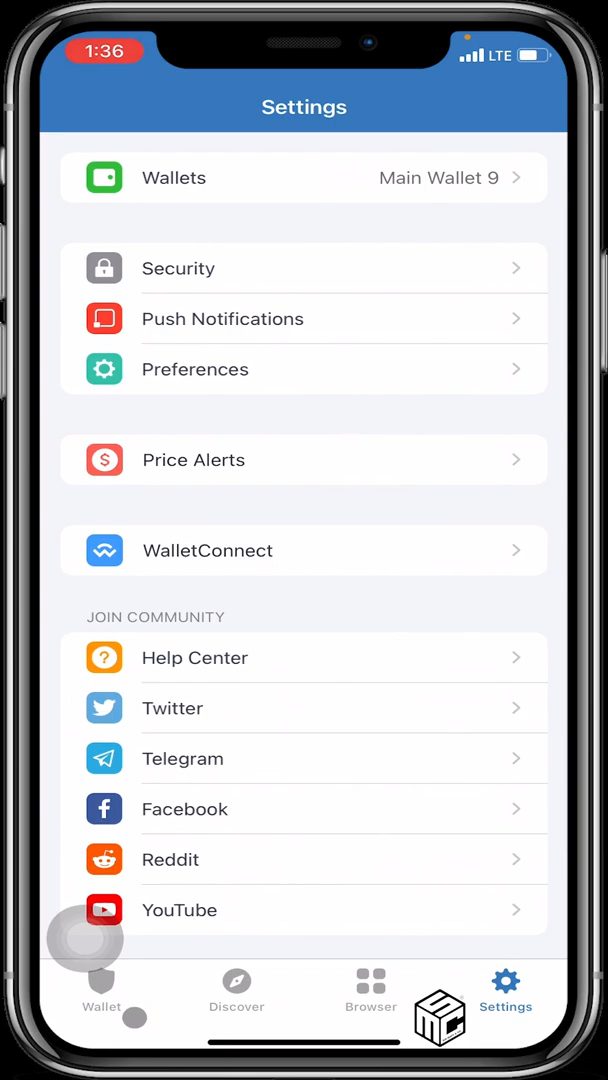 1:36
LTE
Settings
Wallets
Main Wallet 9
Security
Push Notifications
Preferences
Price Alerts
WalletConnect
JOIN COMMUNITY
Help Center
Twitter
Telegram
Facebook
Reddit
YouTube
Wallet
Discover
Browser
Settings